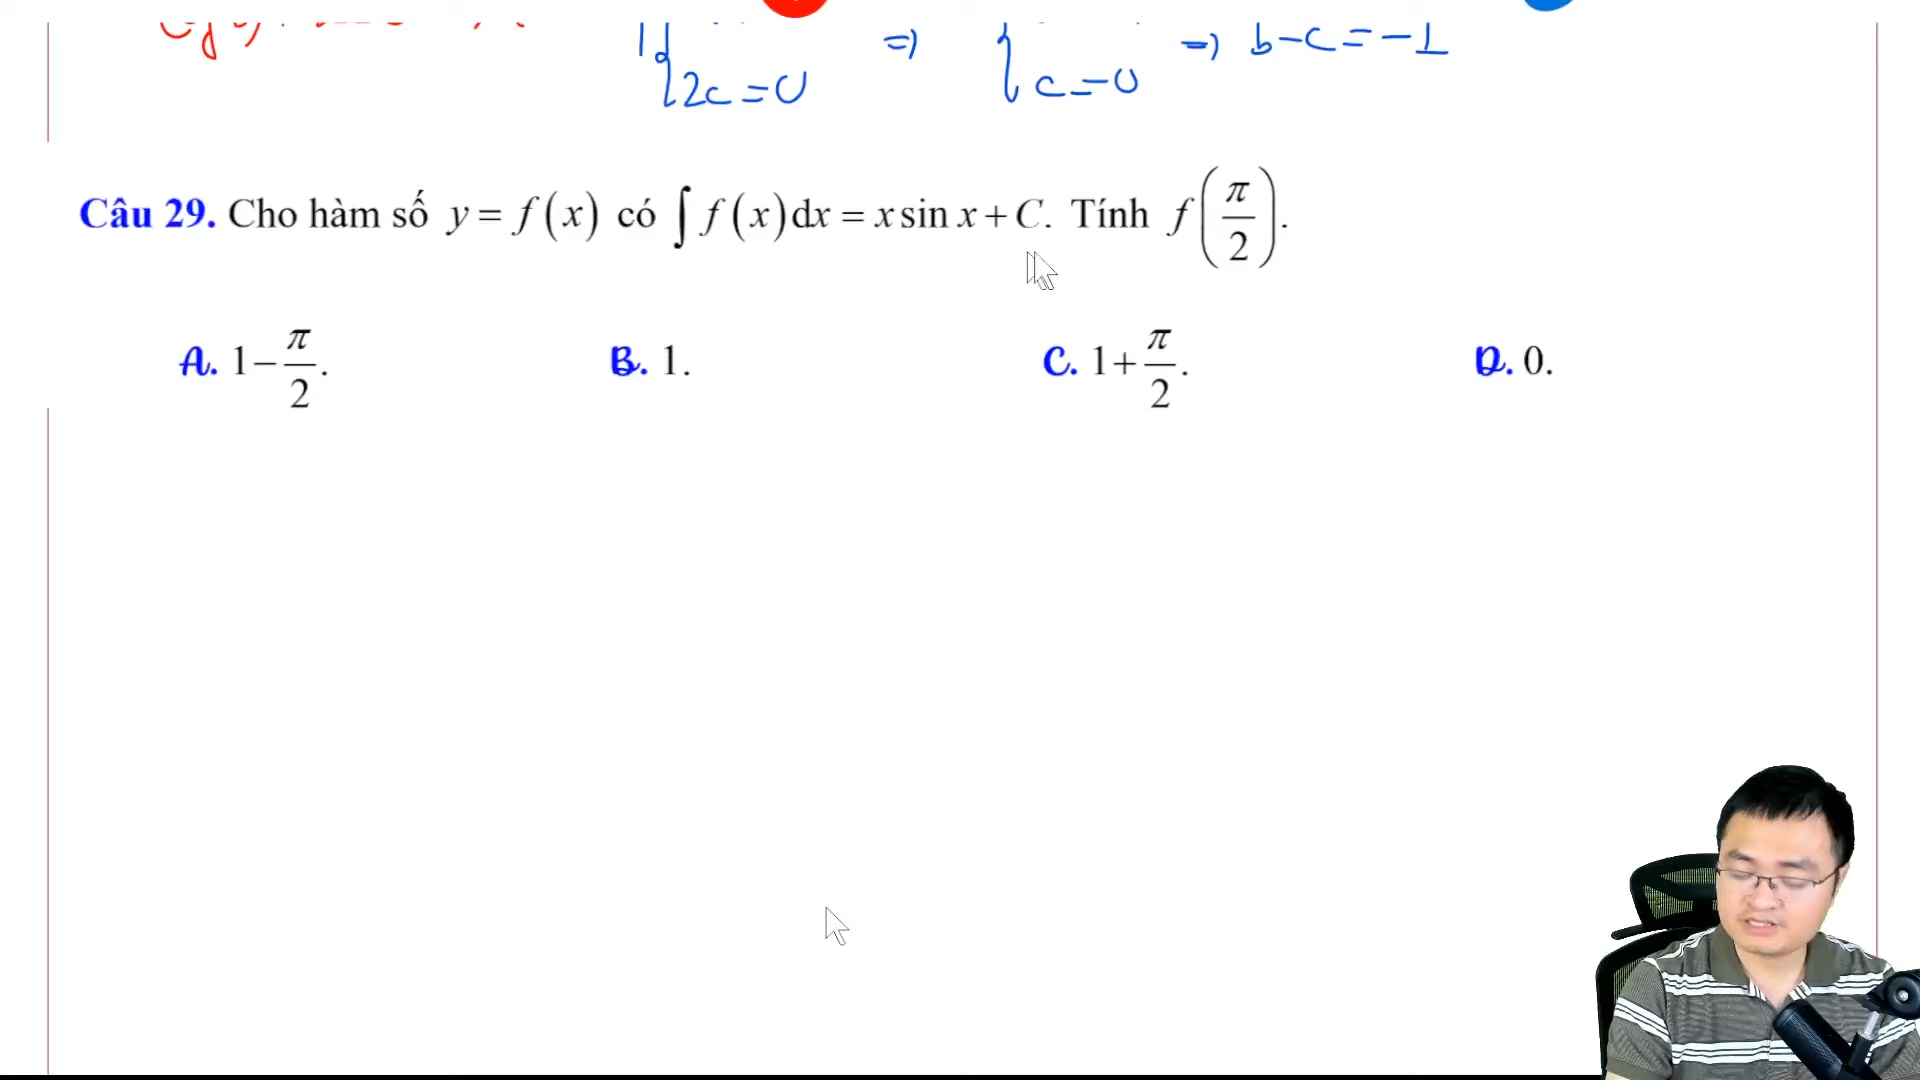 ⇒ ⇒ b-c=-1
2c=0 c=0
Câu 29. Cho hàm số y = f(x) có ∫ f(x)dx = x sin x + C. Tính f(π/2).
A. 1 − π/2. B. 1. C. 1 + π/2. D. 0.